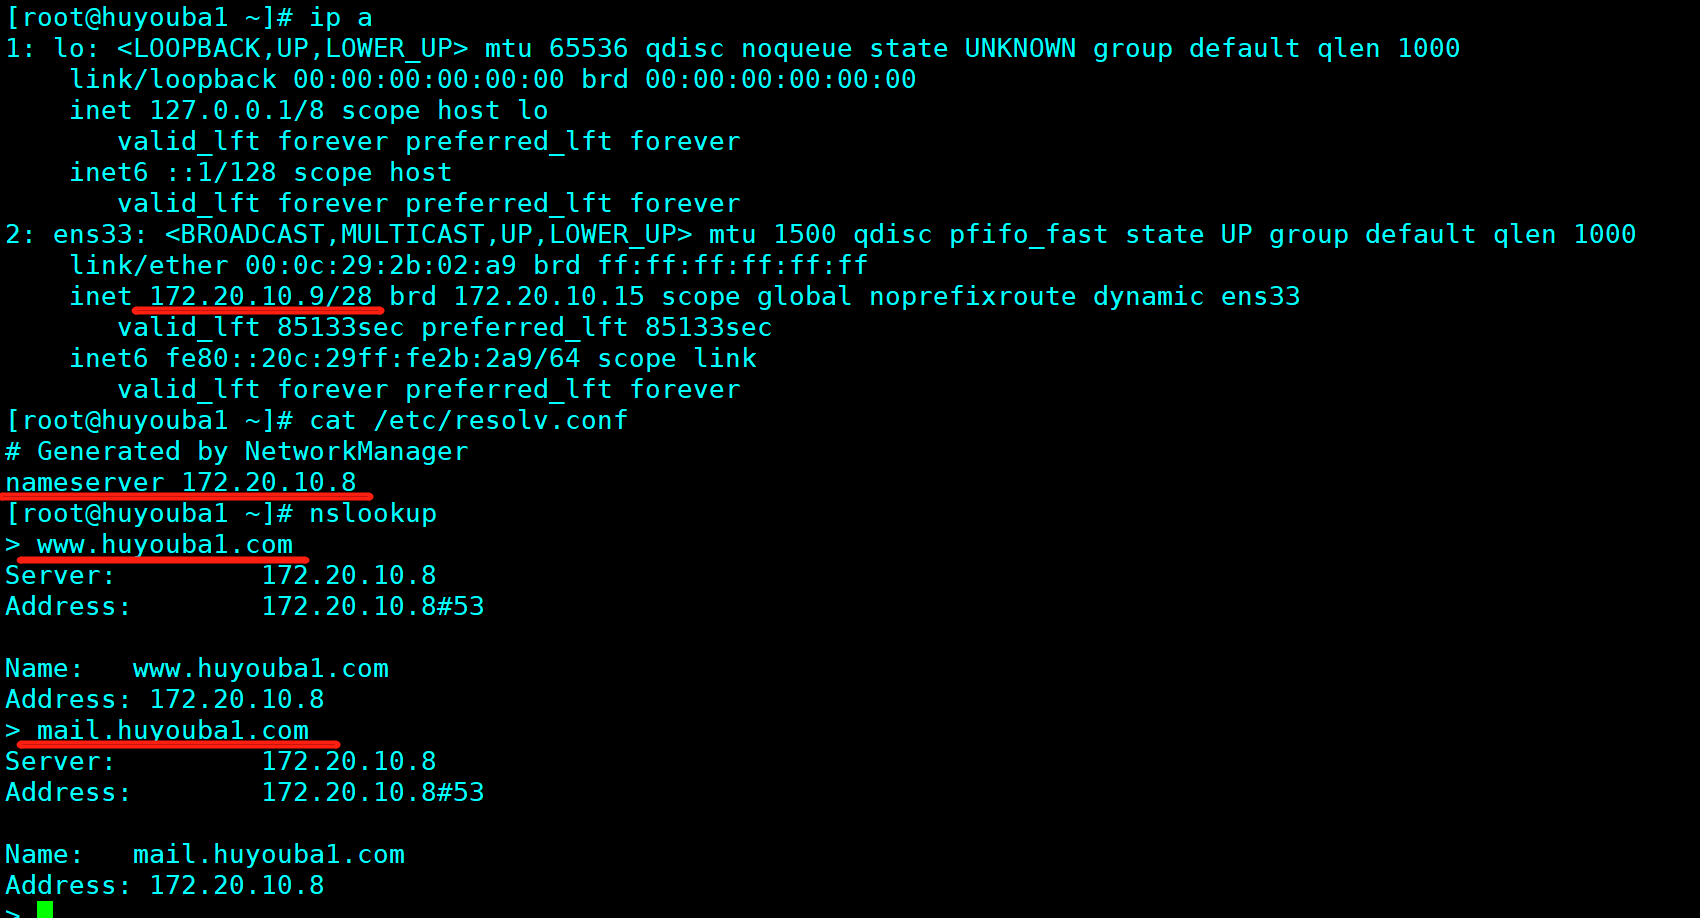 [root@huyouba1 ~]# ip a
1: lo: <LOOPBACK,UP,LOWER_UP> mtu 65536 qdisc noqueue state UNKNOWN group default qlen 1000
    link/loopback 00:00:00:00:00:00 brd 00:00:00:00:00:00
    inet 127.0.0.1/8 scope host lo
       valid_lft forever preferred_lft forever
    inet6 ::1/128 scope host
       valid_lft forever preferred_lft forever
2: ens33: <BROADCAST,MULTICAST,UP,LOWER_UP> mtu 1500 qdisc pfifo_fast state UP group default qlen 1000
    link/ether 00:0c:29:2b:02:a9 brd ff:ff:ff:ff:ff:ff
    inet 172.20.10.9/28 brd 172.20.10.15 scope global noprefixroute dynamic ens33
       valid_lft 85133sec preferred_lft 85133sec
    inet6 fe80::20c:29ff:fe2b:2a9/64 scope link
       valid_lft forever preferred_lft forever
[root@huyouba1 ~]# cat /etc/resolv.conf
# Generated by NetworkManager
nameserver 172.20.10.8
[root@huyouba1 ~]# nslookup
> www.huyouba1.com
Server:         172.20.10.8
Address:        172.20.10.8#53

Name:   www.huyouba1.com
Address: 172.20.10.8
> mail.huyouba1.com
Server:         172.20.10.8
Address:        172.20.10.8#53

Name:   mail.huyouba1.com
Address: 172.20.10.8
>